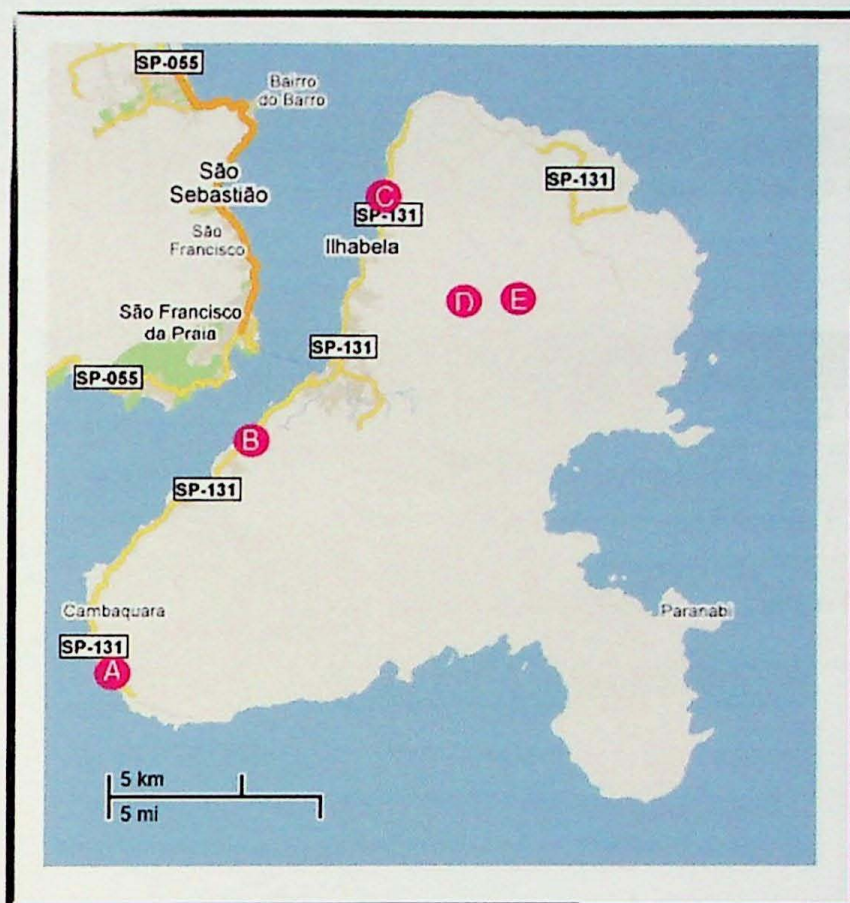 SP-055
Bairro
do Barro
São
Sebastião
São
Francisco
São Francisco
da Praia
SP-055
C
SP-131
Ilhabela
SP-131
D
E
SP-131
B
SP-131
Cambaquara
SP-131
A
Paranabi
5 km
5 mi